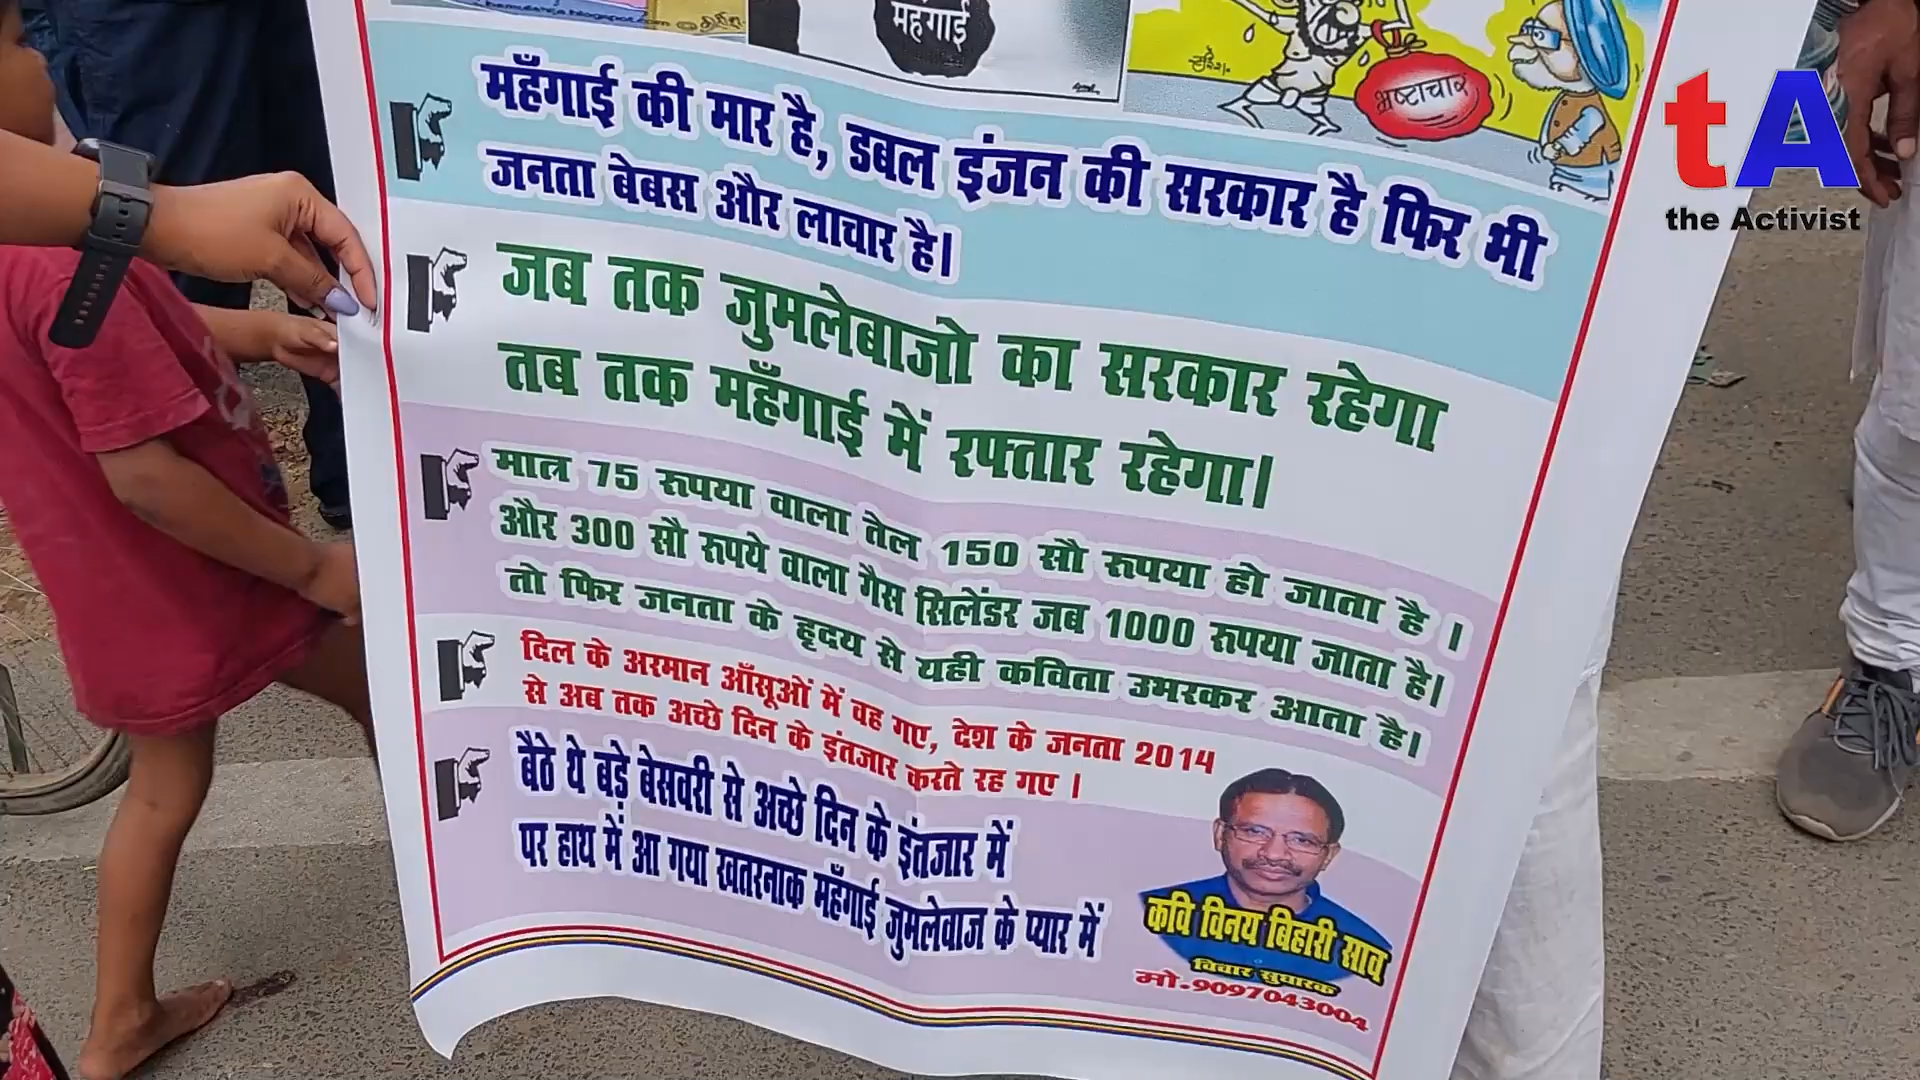 महँगाई
भ्रष्टाचार
महँगाई की मार है, डबल इंजन की सरकार है फिर भी
जनता बेबस और लाचार है।
जब तक जुमलेबाजो का सरकार रहेगा
तब तक महँगाई में रफ्तार रहेगा।
मात्र 75 रूपया वाला तेल 150 सौ रूपया हो जाता है ।
और 300 सौ रूपये वाला गैस सिलेंडर जब 1000 रूपया जाता है।
तो फिर जनता के हृदय से यही कविता उभरकर आता है।
दिल के अरमान आँसूओं में वह गए, देश के जनता 2014
से अब तक अच्छे दिन के इंतजार करते रह गए ।
बैठे थे बड़े बेसवरी से अच्छे दिन के इंतजार में
पर हाथ में आ गया खतरनाक महँगाई जुमलेवाज के प्यार में
कवि विनय बिहारी साव
विचार सुधारक
मो.-9097043004
tA
the Activist